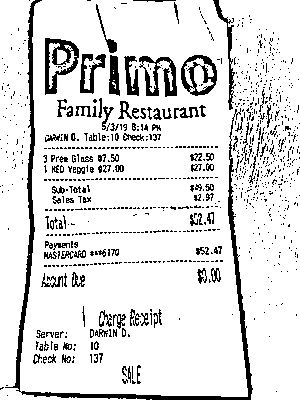 Primo
Family Restaurant
5/3/19 8:14 PM
DARWIN D. Table:10 Check:137
3 Prem Glass @7.50 $22.50
1 MED Veggie @27.00 $27.00
Sub-Total $49.50
Sales Tax $2.97
Total $52.47
Payments
MASTERCARD ***6170 $52.47
Amount Due $0.00
Charge Receipt
Server: DARWIN D.
Table No: 10
Check No: 137
SALE